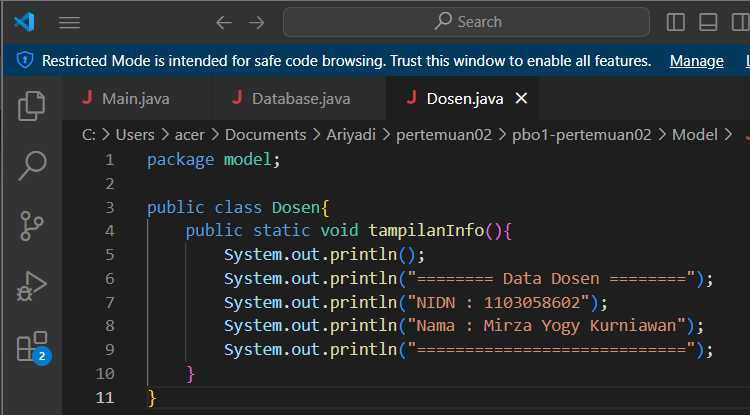 Search
Restricted Mode is intended for safe code browsing. Trust this window to enable all features. Manage
J Main.java J Database.java J Dosen.java ×
C: > Users > acer > Documents > Ariyadi > pertemuan02 > pbo1-pertemuan02 > Model >
1 package model;
2
3 public class Dosen{
4 public static void tampilanInfo(){
5 System.out.println();
6 System.out.println("======== Data Dosen ========");
7 System.out.println("NIDN : 1103058602");
8 System.out.println("Nama : Mirza Yogy Kurniawan");
9 System.out.println("============================");
10 }
11 }
2